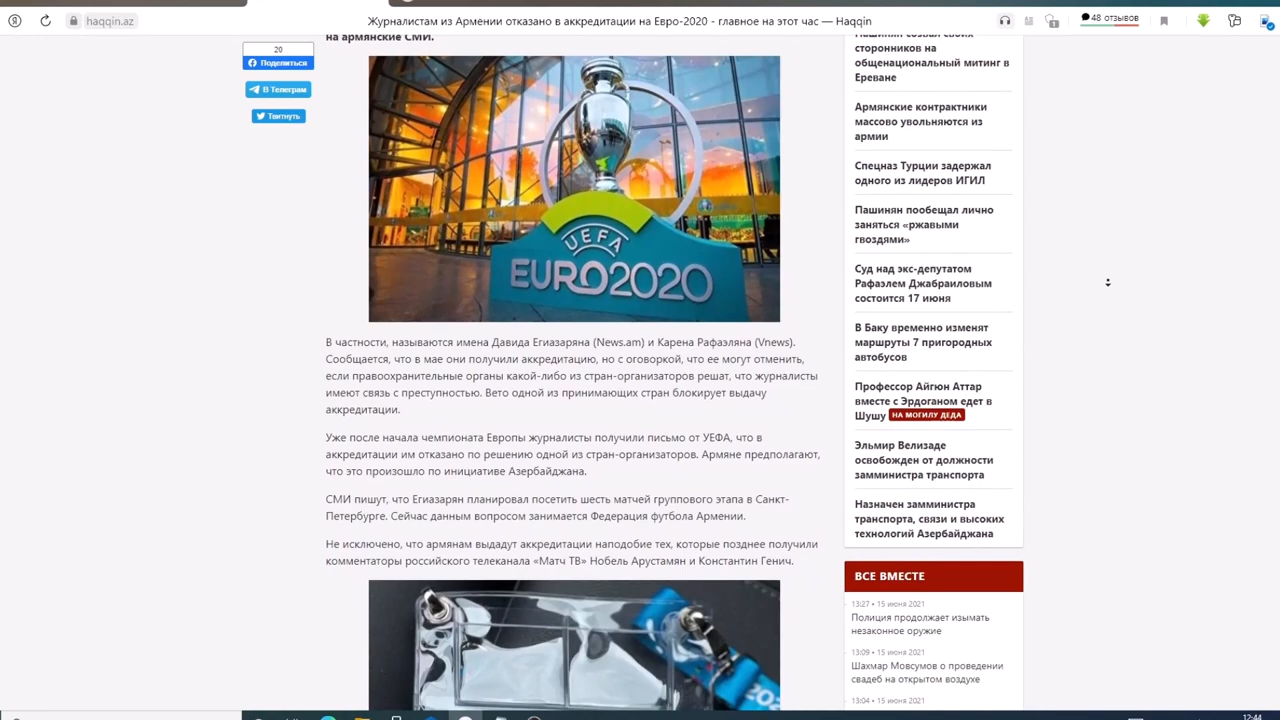 haqqin.az
Журналистам из Армении отказано в аккредитации на Евро-2020 - главное на этот час — Haqqin
48 отзывов
на армянские СМИ.
20
Поделиться
В Телеграм
Твитнуть
UEFA
EURO2020
В частности, называются имена Давида Егиазаряна (News.am) и Карена Рафаэляна (Vnews).
Сообщается, что в мае они получили аккредитацию, но с оговоркой, что ее могут отменить,
если правоохранительные органы какой-либо из стран-организаторов решат, что журналисты
имеют связь с преступностью. Вето одной из принимающих стран блокирует выдачу
аккредитации.
Уже после начала чемпионата Европы журналисты получили письмо от УЕФА, что в
аккредитации им отказано по решению одной из стран-организаторов. Армяне предполагают,
что это произошло по инициативе Азербайджана.
СМИ пишут, что Егиазарян планировал посетить шесть матчей группового этапа в Санкт-
Петербурге. Сейчас данным вопросом занимается Федерация футбола Армении.
Не исключено, что армянам выдадут аккредитации наподобие тех, которые позднее получили
комментаторы российского телеканала «Матч ТВ» Нобель Арустамян и Константин Генич.
Пашинян созвал своих
сторонников на
общенациональный митинг в
Ереване
Армянские контрактники
массово увольняются из
армии
Спецназ Турции задержал
одного из лидеров ИГИЛ
Пашинян пообещал лично
заняться «ржавыми
гвоздями»
Суд над экс-депутатом
Рафаэлем Джабраиловым
состоится 17 июня
В Баку временно изменят
маршруты 7 пригородных
автобусов
Профессор Айгюн Аттар
вместе с Эрдоганом едет в
Шушу НА МОГИЛУ ДЕДА
Эльмир Велизаде
освобожден от должности
замминистра транспорта
Назначен замминистра
транспорта, связи и высоких
технологий Азербайджана
ВСЕ ВМЕСТЕ
13:27 • 15 июня 2021
Полиция продолжает изымать
незаконное оружие
13:09 • 15 июня 2021
Шахмар Мовсумов о проведении
свадеб на открытом воздухе
13:04 • 15 июня 2021
12:44